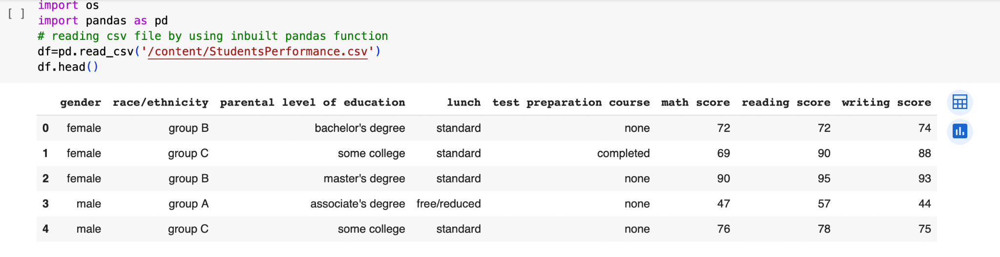 import os
[ ]
import pandas as pd
# reading csv file by using inbuilt pandas function
df=pd.read_csv('/content/StudentsPerformance.csv')
df.head()
gender race/ethnicity parental level of education lunch test preparation course math score reading score writing score
0 female group B bachelor's degree standard none 72 72 74
1 female group C some college standard completed 69 90 88
2 female group B master's degree standard none 90 95 93
3 male group A associate's degree free/reduced none 47 57 44
4 male group C some college standard none 76 78 75